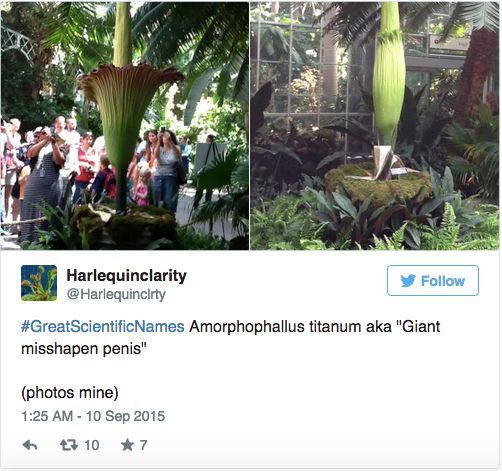 Harlequinclarity
@Harlequinclrty
Follow
#GreatScientificNames Amorphophallus titanum aka "Giant
misshapen penis"
(photos mine)
1:25 AM - 10 Sep 2015
10 7